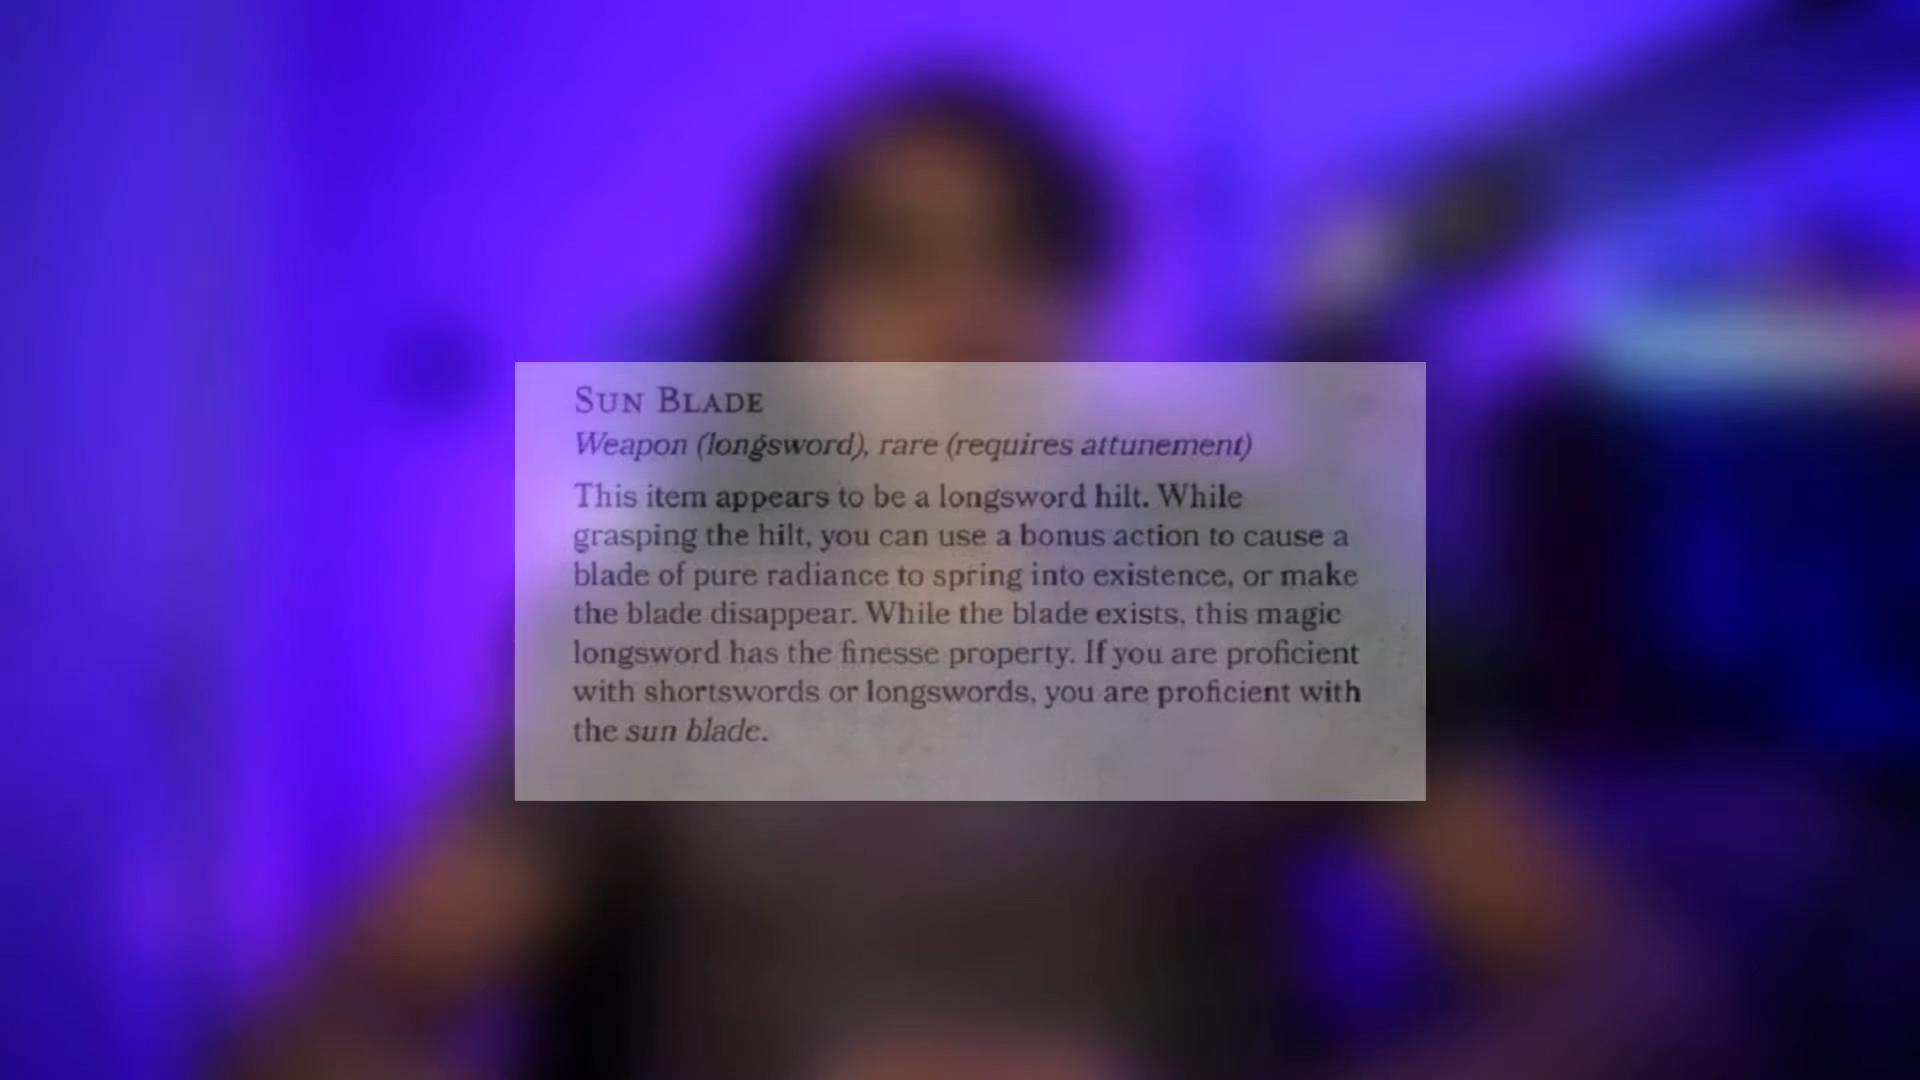 SUN BLADE
Weapon (longsword), rare (requires attunement)
This item appears to be a longsword hilt. While
grasping the hilt, you can use a bonus action to cause a
blade of pure radiance to spring into existence, or make
the blade disappear. While the blade exists, this magic
longsword has the finesse property. If you are proficient
with shortswords or longswords, you are proficient with
the sun blade.